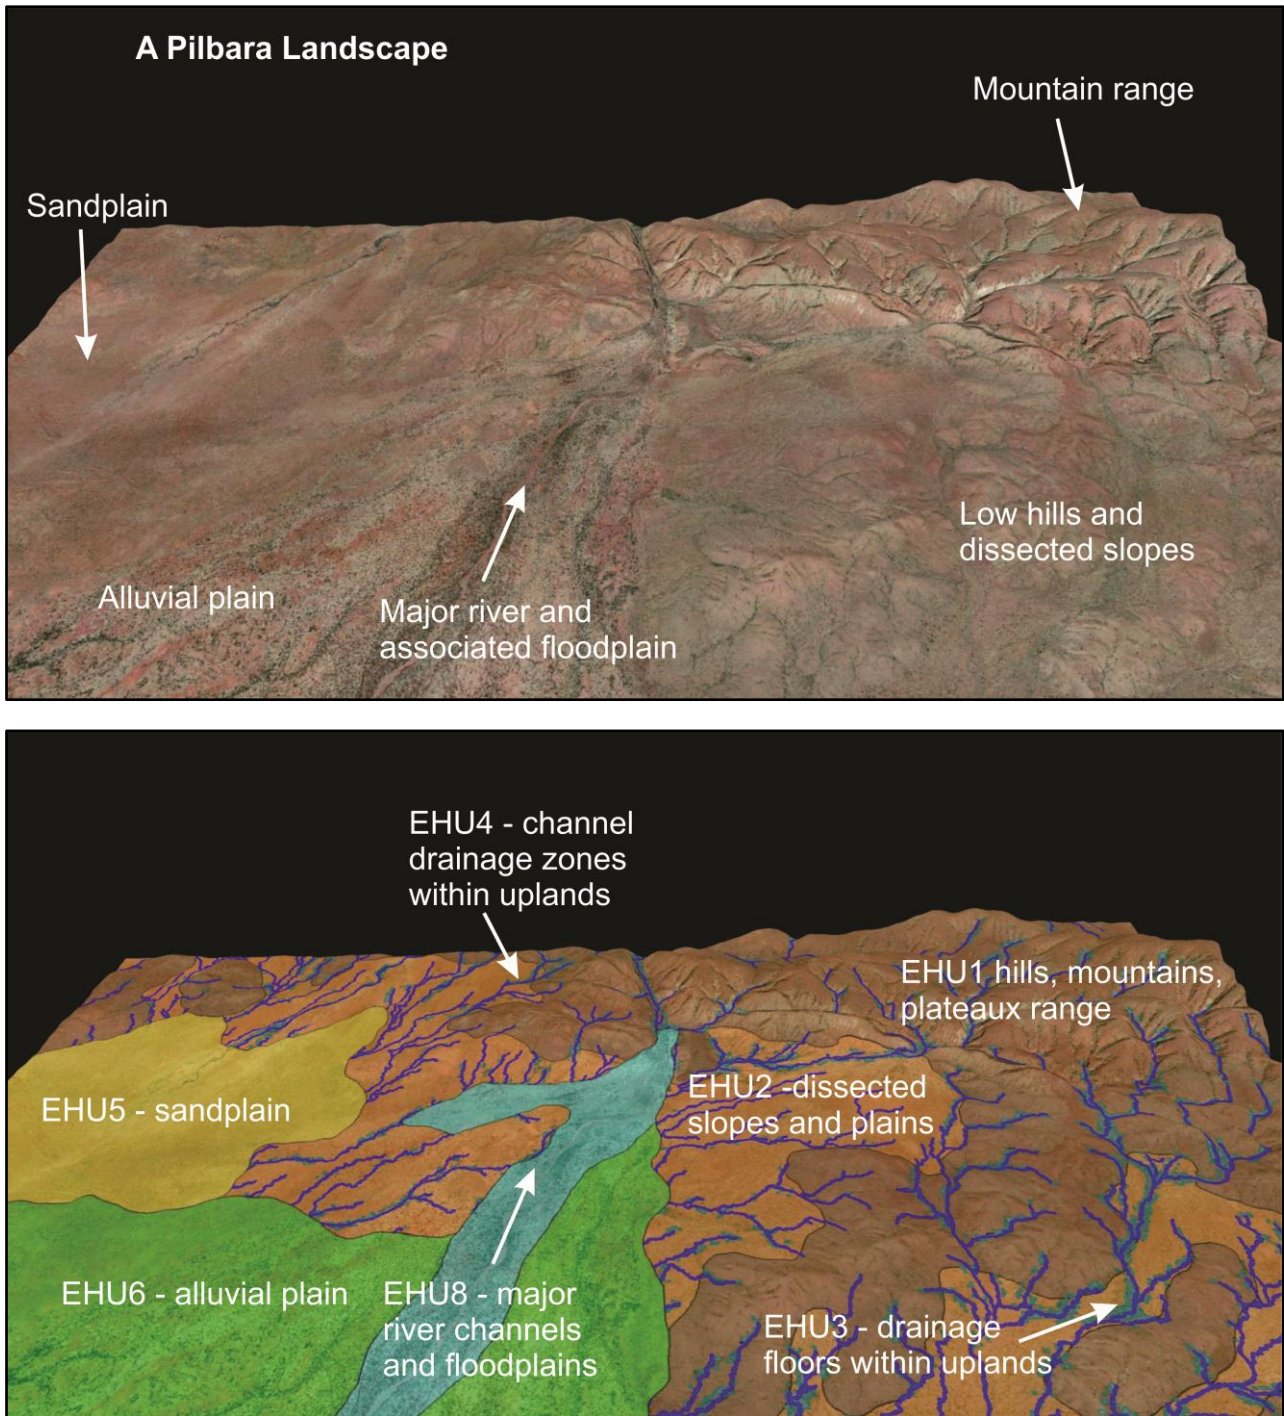 A Pilbara Landscape
Mountain range
Sandplain
Low hills and
dissected slopes
Alluvial plain
Major river and
associated floodplain
EHU4 - channel
drainage zones
within uplands
EHU1 hills, mountains,
plateaux range
EHU2 -dissected
slopes and plains
EHU5 - sandplain
EHU6 - alluvial plain
EHU8 - major
river channels
and floodplains
EHU3 - drainage
floors within uplands